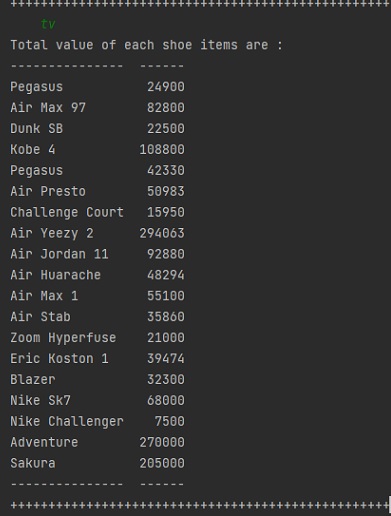 ++++++++++++++++++++++++++++++++++++++++++++++++++
tv
Total value of each shoe items are :
---------------  ------
Pegasus           24900
Air Max 97        82800
Dunk SB           22500
Kobe 4           108800
Pegasus           42330
Air Presto        50983
Challenge Court   15950
Air Yeezy 2      294063
Air Jordan 11     92880
Air Huarache      48294
Air Max 1         55100
Air Stab          35860
Zoom Hyperfuse    21000
Eric Koston 1     39474
Blazer            32300
Nike Sk7          68000
Nike Challenger    7500
Adventure        270000
Sakura           205000
---------------  ------
++++++++++++++++++++++++++++++++++++++++++++++++++